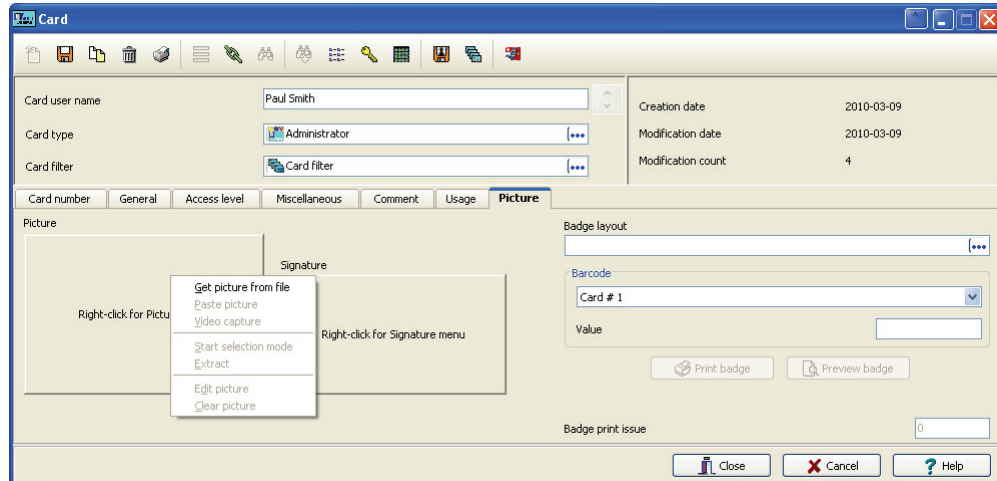 Card
Card user name
Paul Smith
Card type
Administrator
Card filter
Card filter
Creation date
2010-03-09
Modification date
2010-03-09
Modification count
4
Card number
General
Access level
Miscellaneous
Comment
Usage
Picture
Picture
Right-click for Pictu
Signature
Right-click for Signature menu
Get picture from file
Paste picture
Video capture
Start selection mode
Extract
Edit picture
Clear picture
Badge layout
Barcode
Card # 1
Value
Print badge
Preview badge
Badge print issue
0
Close
Cancel
Help